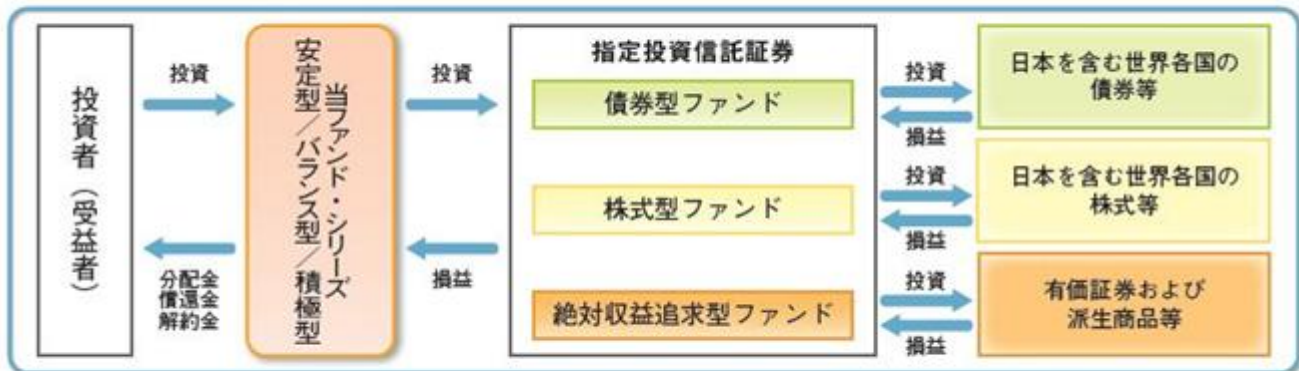 投資者（受益者）
投資
分配金
償還金
解約金
当ファンド・シリーズ
安定型／バランス型／積極型
投資
損益
指定投資信託証券
債券型ファンド
株式型ファンド
絶対収益追求型ファンド
投資
損益
日本を含む世界各国の
債券等
投資
損益
日本を含む世界各国の
株式等
投資
損益
有価証券および
派生商品等